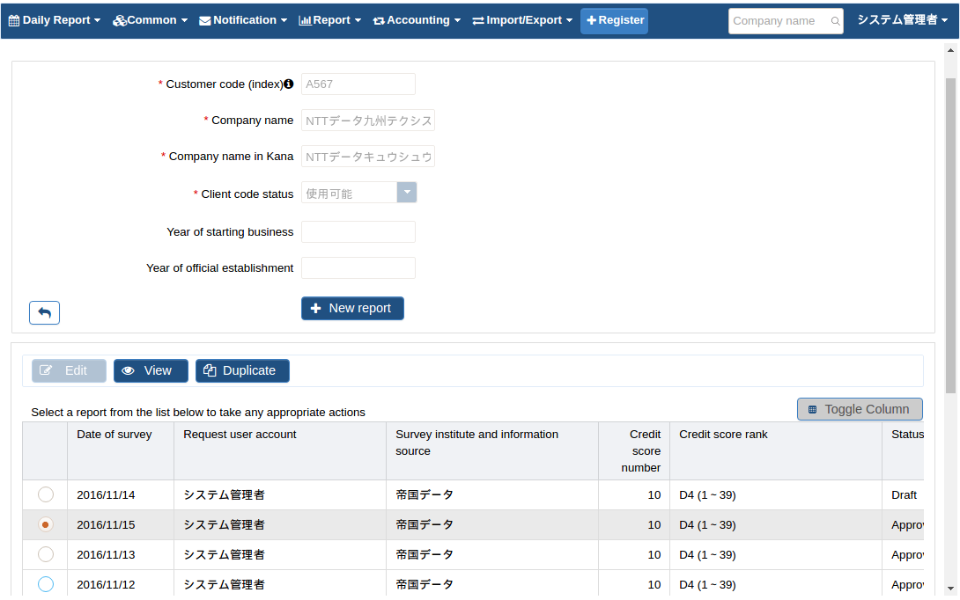 Daily Report Common Notification Report Accounting Import/Export Register Company name システム管理者
* Customer code (index) A567
* Company name NTTデータ九州テクシス
* Company name in Kana NTTデータキュウシュウ
* Client code status 使用可能
Year of starting business
Year of official establishment
New report
Edit View Duplicate
Select a report from the list below to take any appropriate actions Toggle Column
Date of survey Request user account Survey institute and information source Credit score number Credit score rank Status
2016/11/14 システム管理者 帝国データ 10 D4 (1 ~ 39) Draft
2016/11/15 システム管理者 帝国データ 10 D4 (1 ~ 39) Approv
2016/11/13 システム管理者 帝国データ 10 D4 (1 ~ 39) Approv
2016/11/12 システム管理者 帝国データ 10 D4 (1 ~ 39) Approv